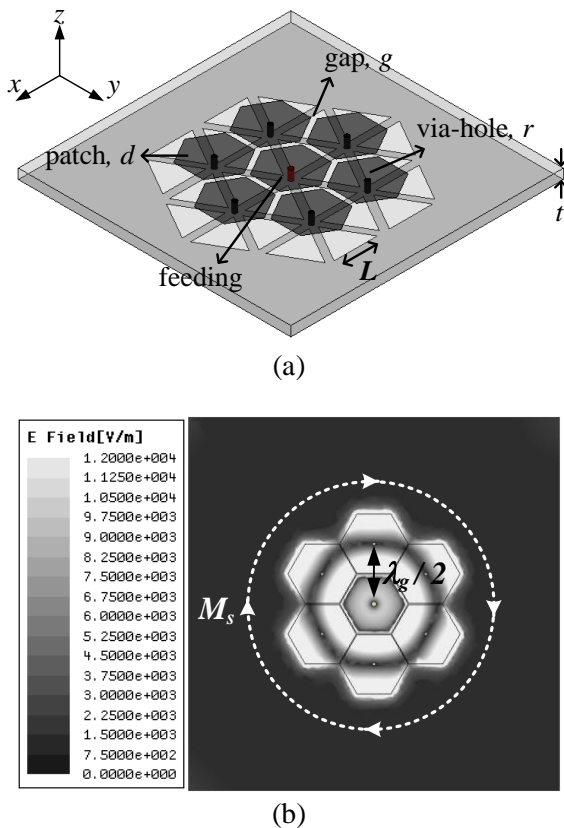 z
x
y
gap, g
via-hole, r
patch, d
t
L
feeding
(a)
E Field[V/m]
1.2000e+004
1.1250e+004
1.0500e+004
9.7500e+003
9.0000e+003
8.2500e+003
7.5000e+003
6.7500e+003
6.0000e+003
5.2500e+003
4.5000e+003
3.7500e+003
3.0000e+003
2.2500e+003
1.5000e+003
7.5000e+002
0.0000e+000
λg/2
Ms
(b)